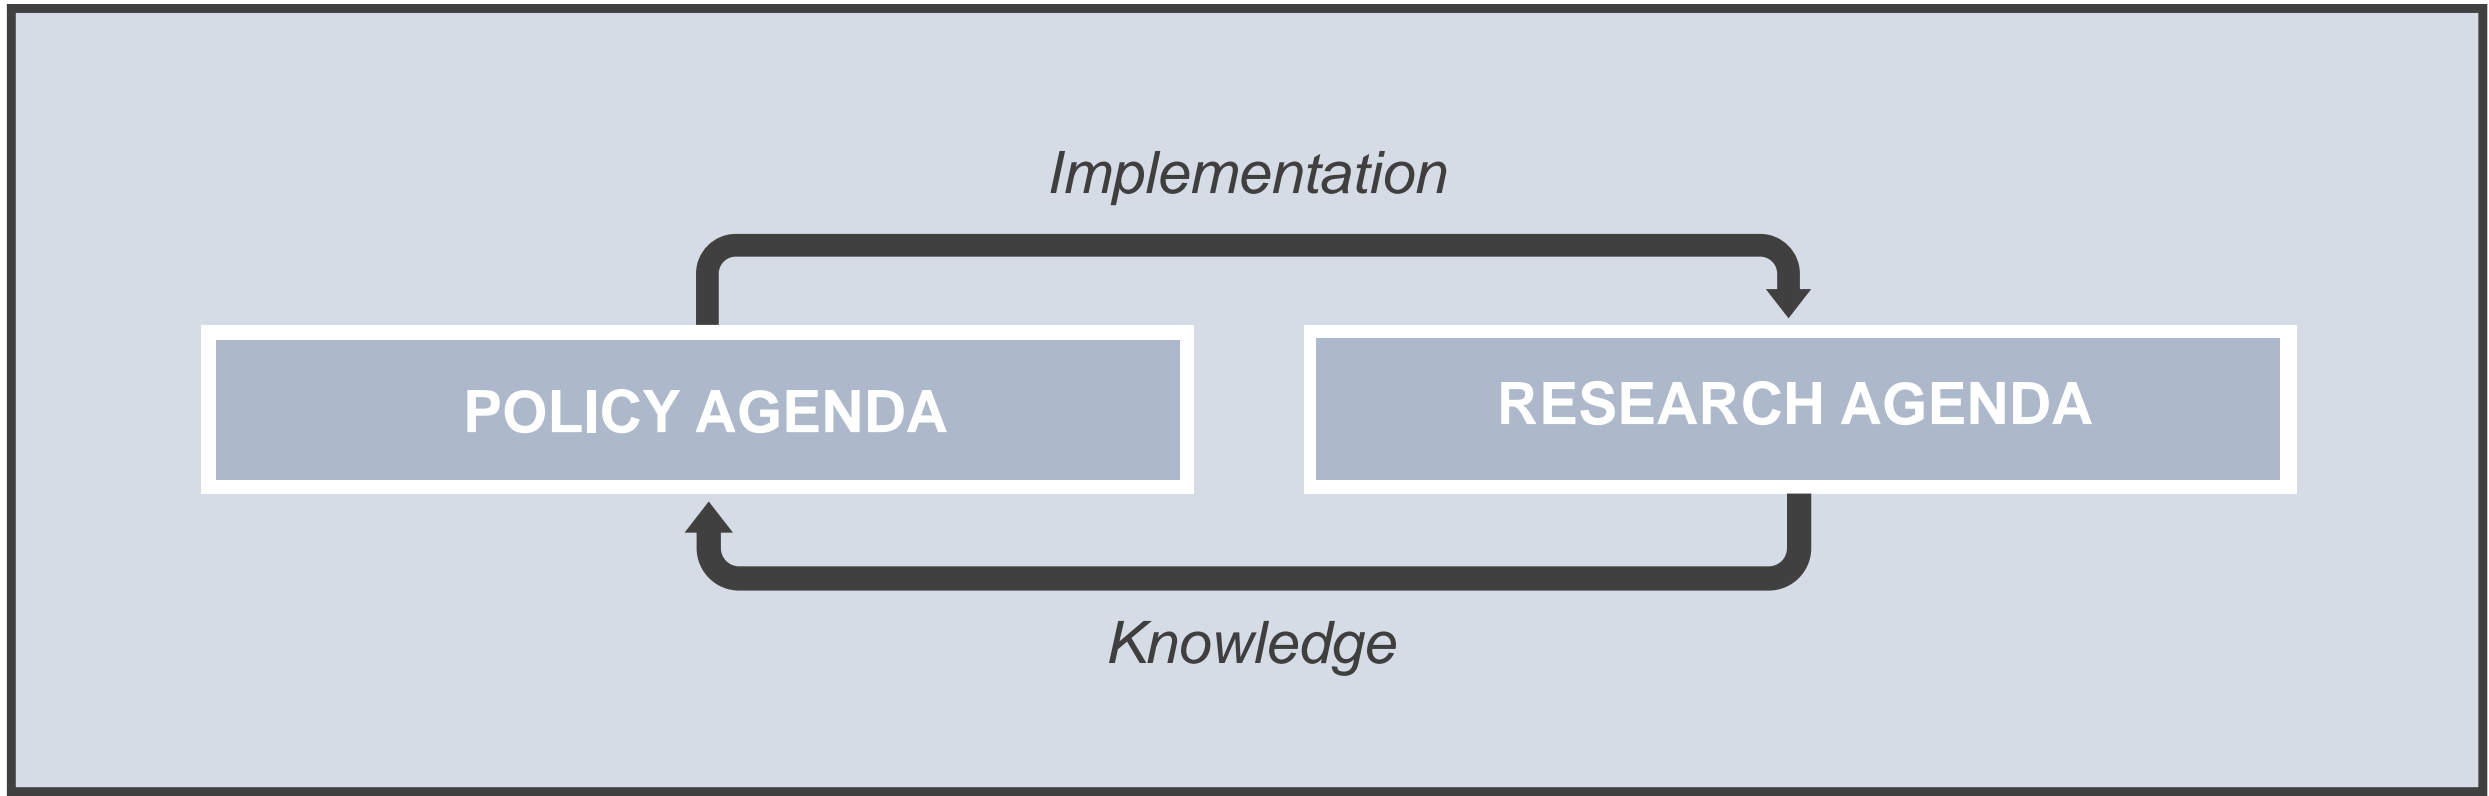 Implementation
POLICY AGENDA
RESEARCH AGENDA
Knowledge